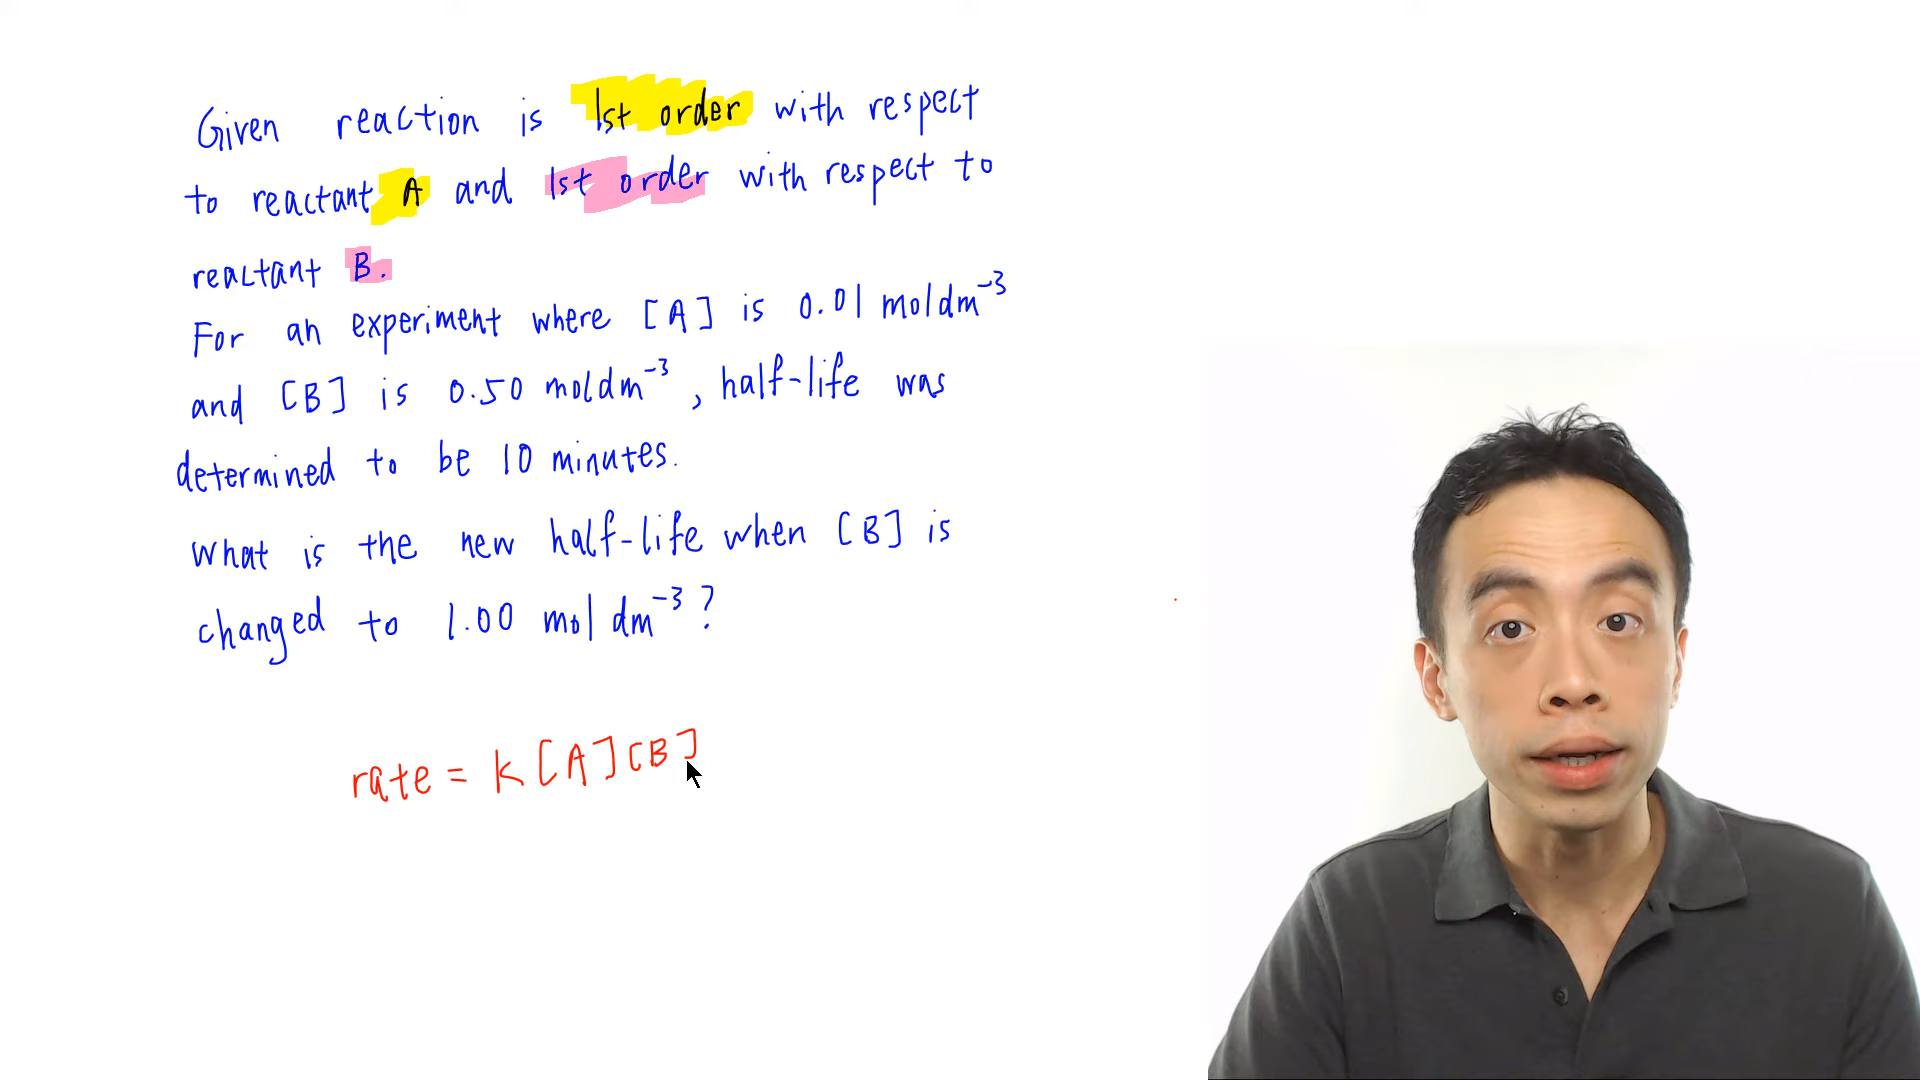 Given reaction is 1st order with respect
to reactant A and 1st order with respect to
reactant B.
For an experiment where [A] is 0.01 moldm⁻³
and [B] is 0.50 moldm⁻³, half-life was
determined to be 10 minutes.
What is the new half-life when [B] is
changed to 1.00 mol dm⁻³?
rate = k[A][B]